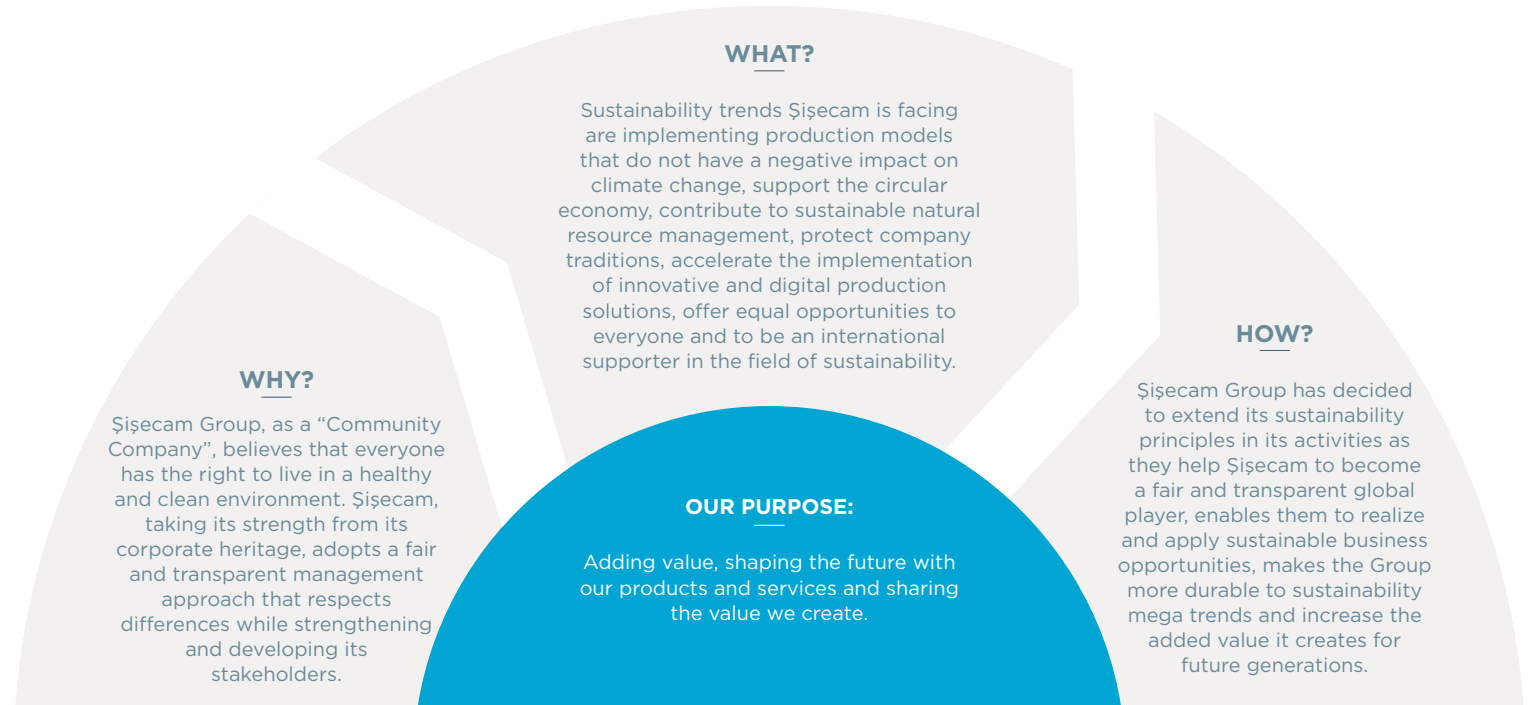 WHY?
Şişecam Group, as a “Community
Company”, believes that everyone
has the right to live in a healthy
and clean environment. Şişecam,
taking its strength from its
corporate heritage, adopts a fair
and transparent management
approach that respects
differences while strengthening
and developing its
stakeholders.
WHAT?
Sustainability trends Şişecam is facing
are implementing production models
that do not have a negative impact on
climate change, support the circular
economy, contribute to sustainable natural
resource management, protect company
traditions, accelerate the implementation
of innovative and digital production
solutions, offer equal opportunities to
everyone and to be an international
supporter in the field of sustainability.
HOW?
Şişecam Group has decided
to extend its sustainability
principles in its activities as
they help Şişecam to become
a fair and transparent global
player, enables them to realize
and apply sustainable business
opportunities, makes the Group
more durable to sustainability
mega trends and increase the
added value it creates for
future generations.
OUR PURPOSE:
Adding value, shaping the future with
our products and services and sharing
the value we create.